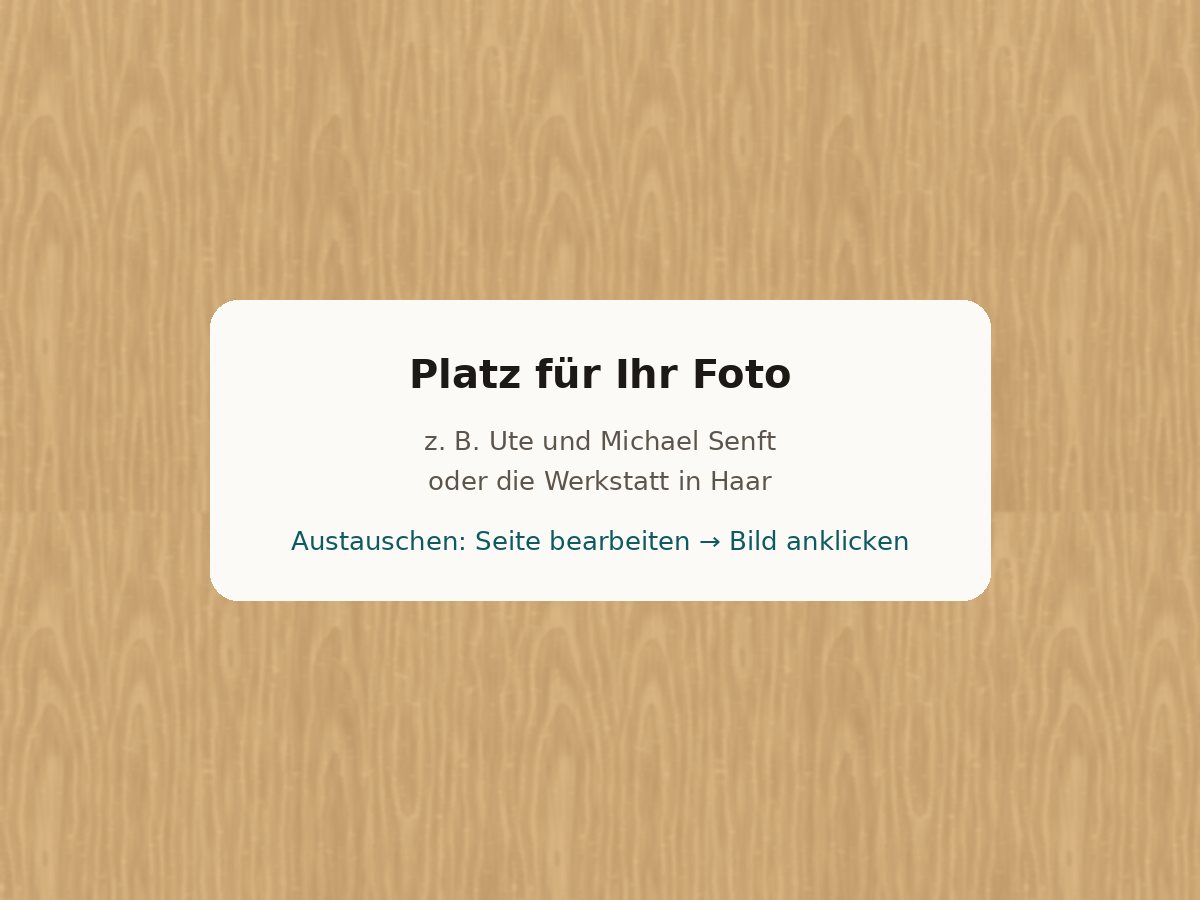 Platz für Ihr Foto
z. B. Ute und Michael Senft
oder die Werkstatt in Haar
Austauschen: Seite bearbeiten → Bild anklicken